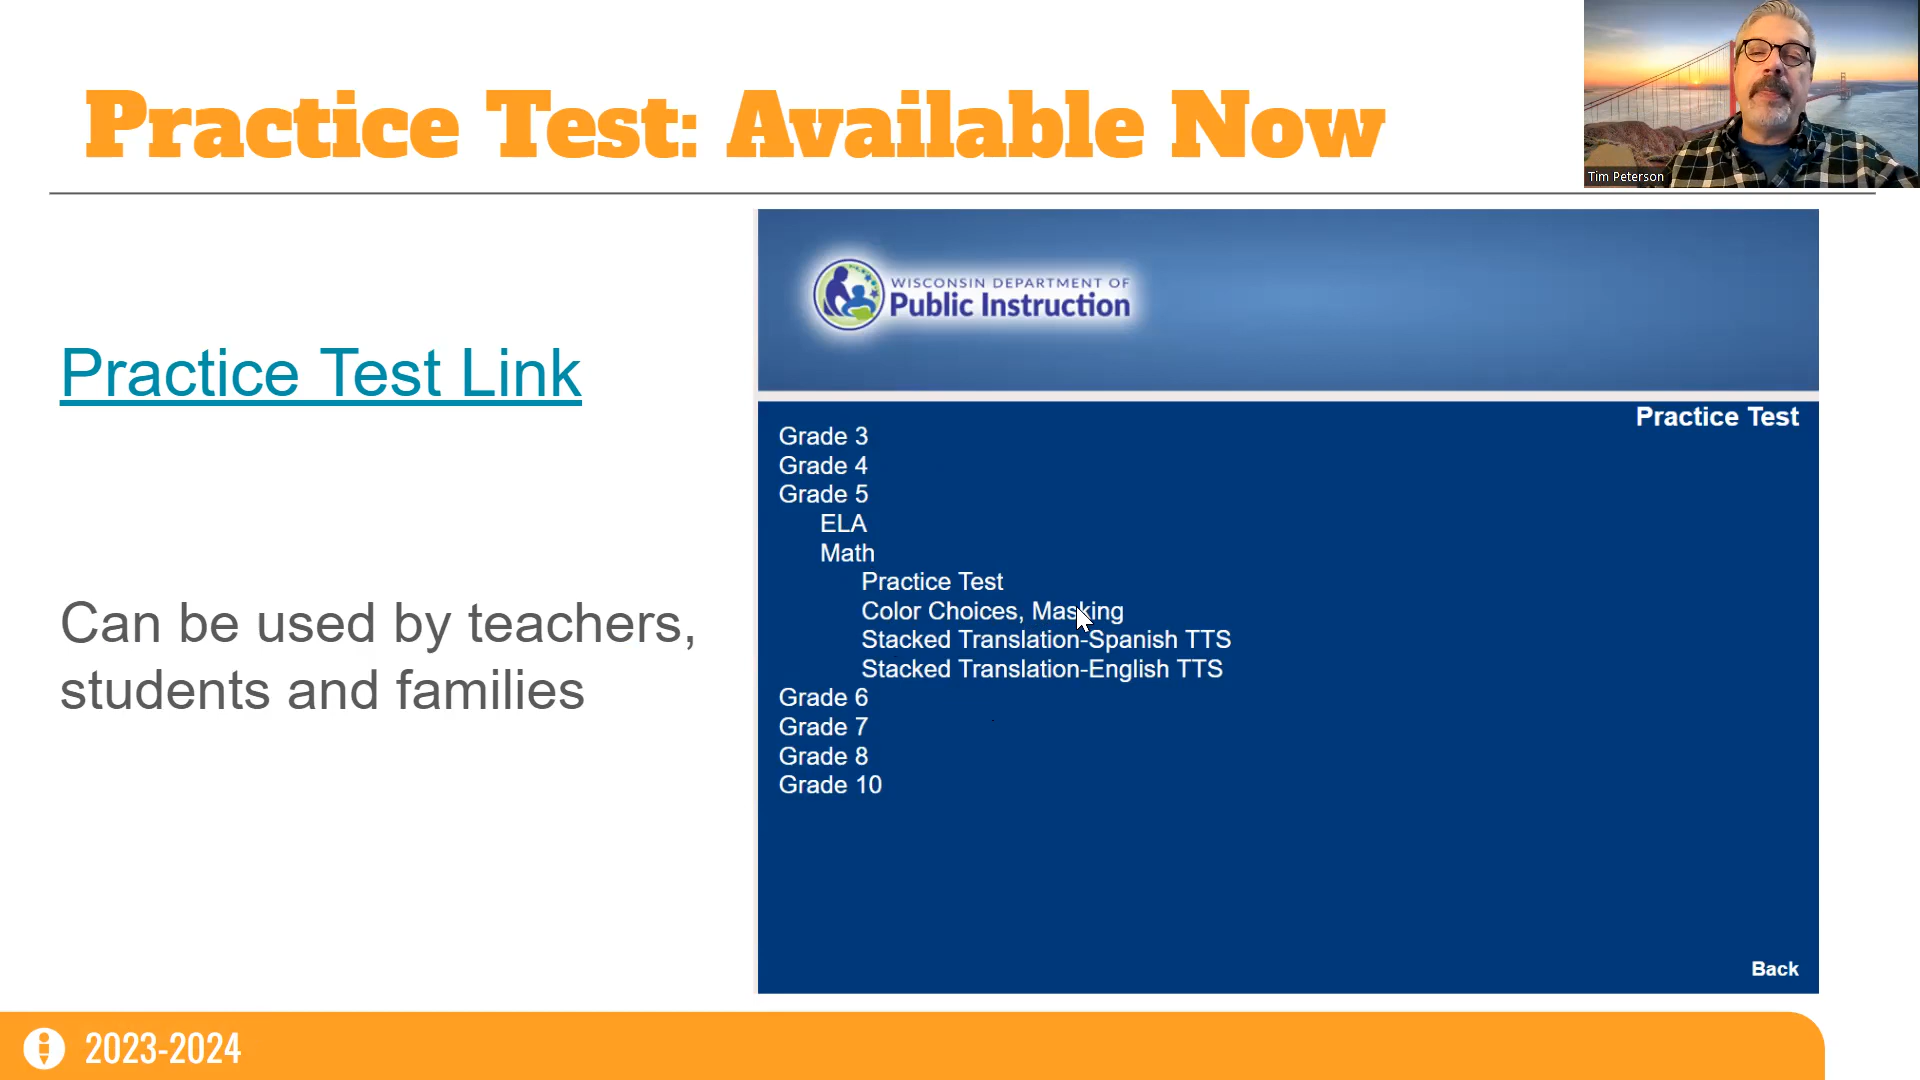 Practice Test: Available Now
Tim Peterson
Practice Test Link
Can be used by teachers,
students and families
WISCONSIN DEPARTMENT OF
Public Instruction
Practice Test
Grade 3
Grade 4
Grade 5
ELA
Math
Practice Test
Color Choices, Masking
Stacked Translation-Spanish TTS
Stacked Translation-English TTS
Grade 6
Grade 7
Grade 8
Grade 10
Back
2023-2024